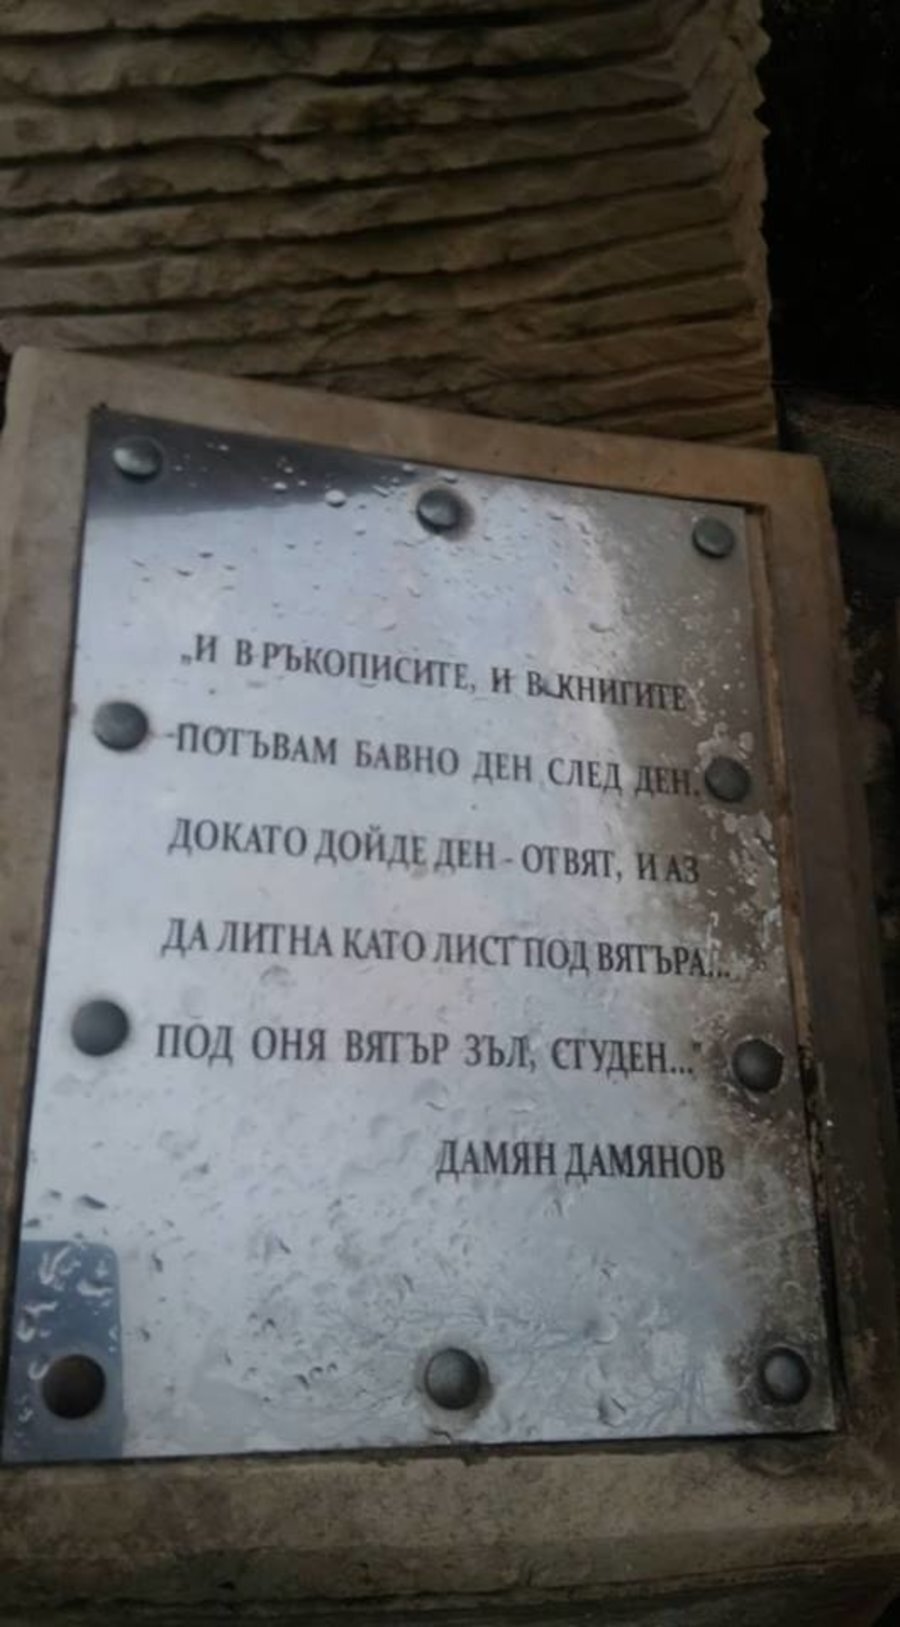 „И В РЪКОПИСИТЕ, И В КНИГИТЕ
ПОТЪВАМ БАВНО ДЕН СЛЕД ДЕН.
ДОКАТО ДОЙДЕ ДЕН - ОТВЯТ, И АЗ
ДА ЛИТНА КАТО ЛИСТ ПОД ВЯТЪРА...
ПОД ОНЯ ВЯТЪР ЗЪЛ, СТУДЕН..."
ДАМЯН ДАМЯНОВ